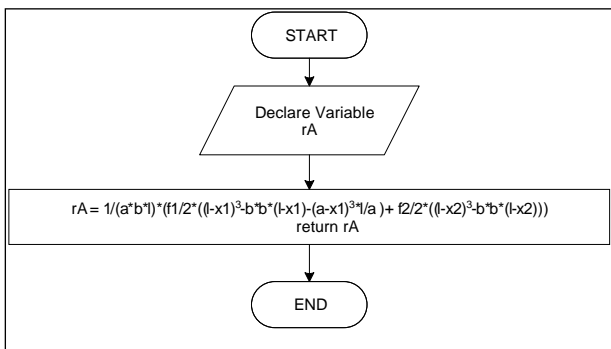 START
Declare Variable
rA
rA = 1/(a*b*l)*(f1/2*((l-x1)³-b*b*(l-x1)-(a-x1)³*l/a )+ f2/2*((l-x2)³-b*b*(l-x2)))
return rA
END